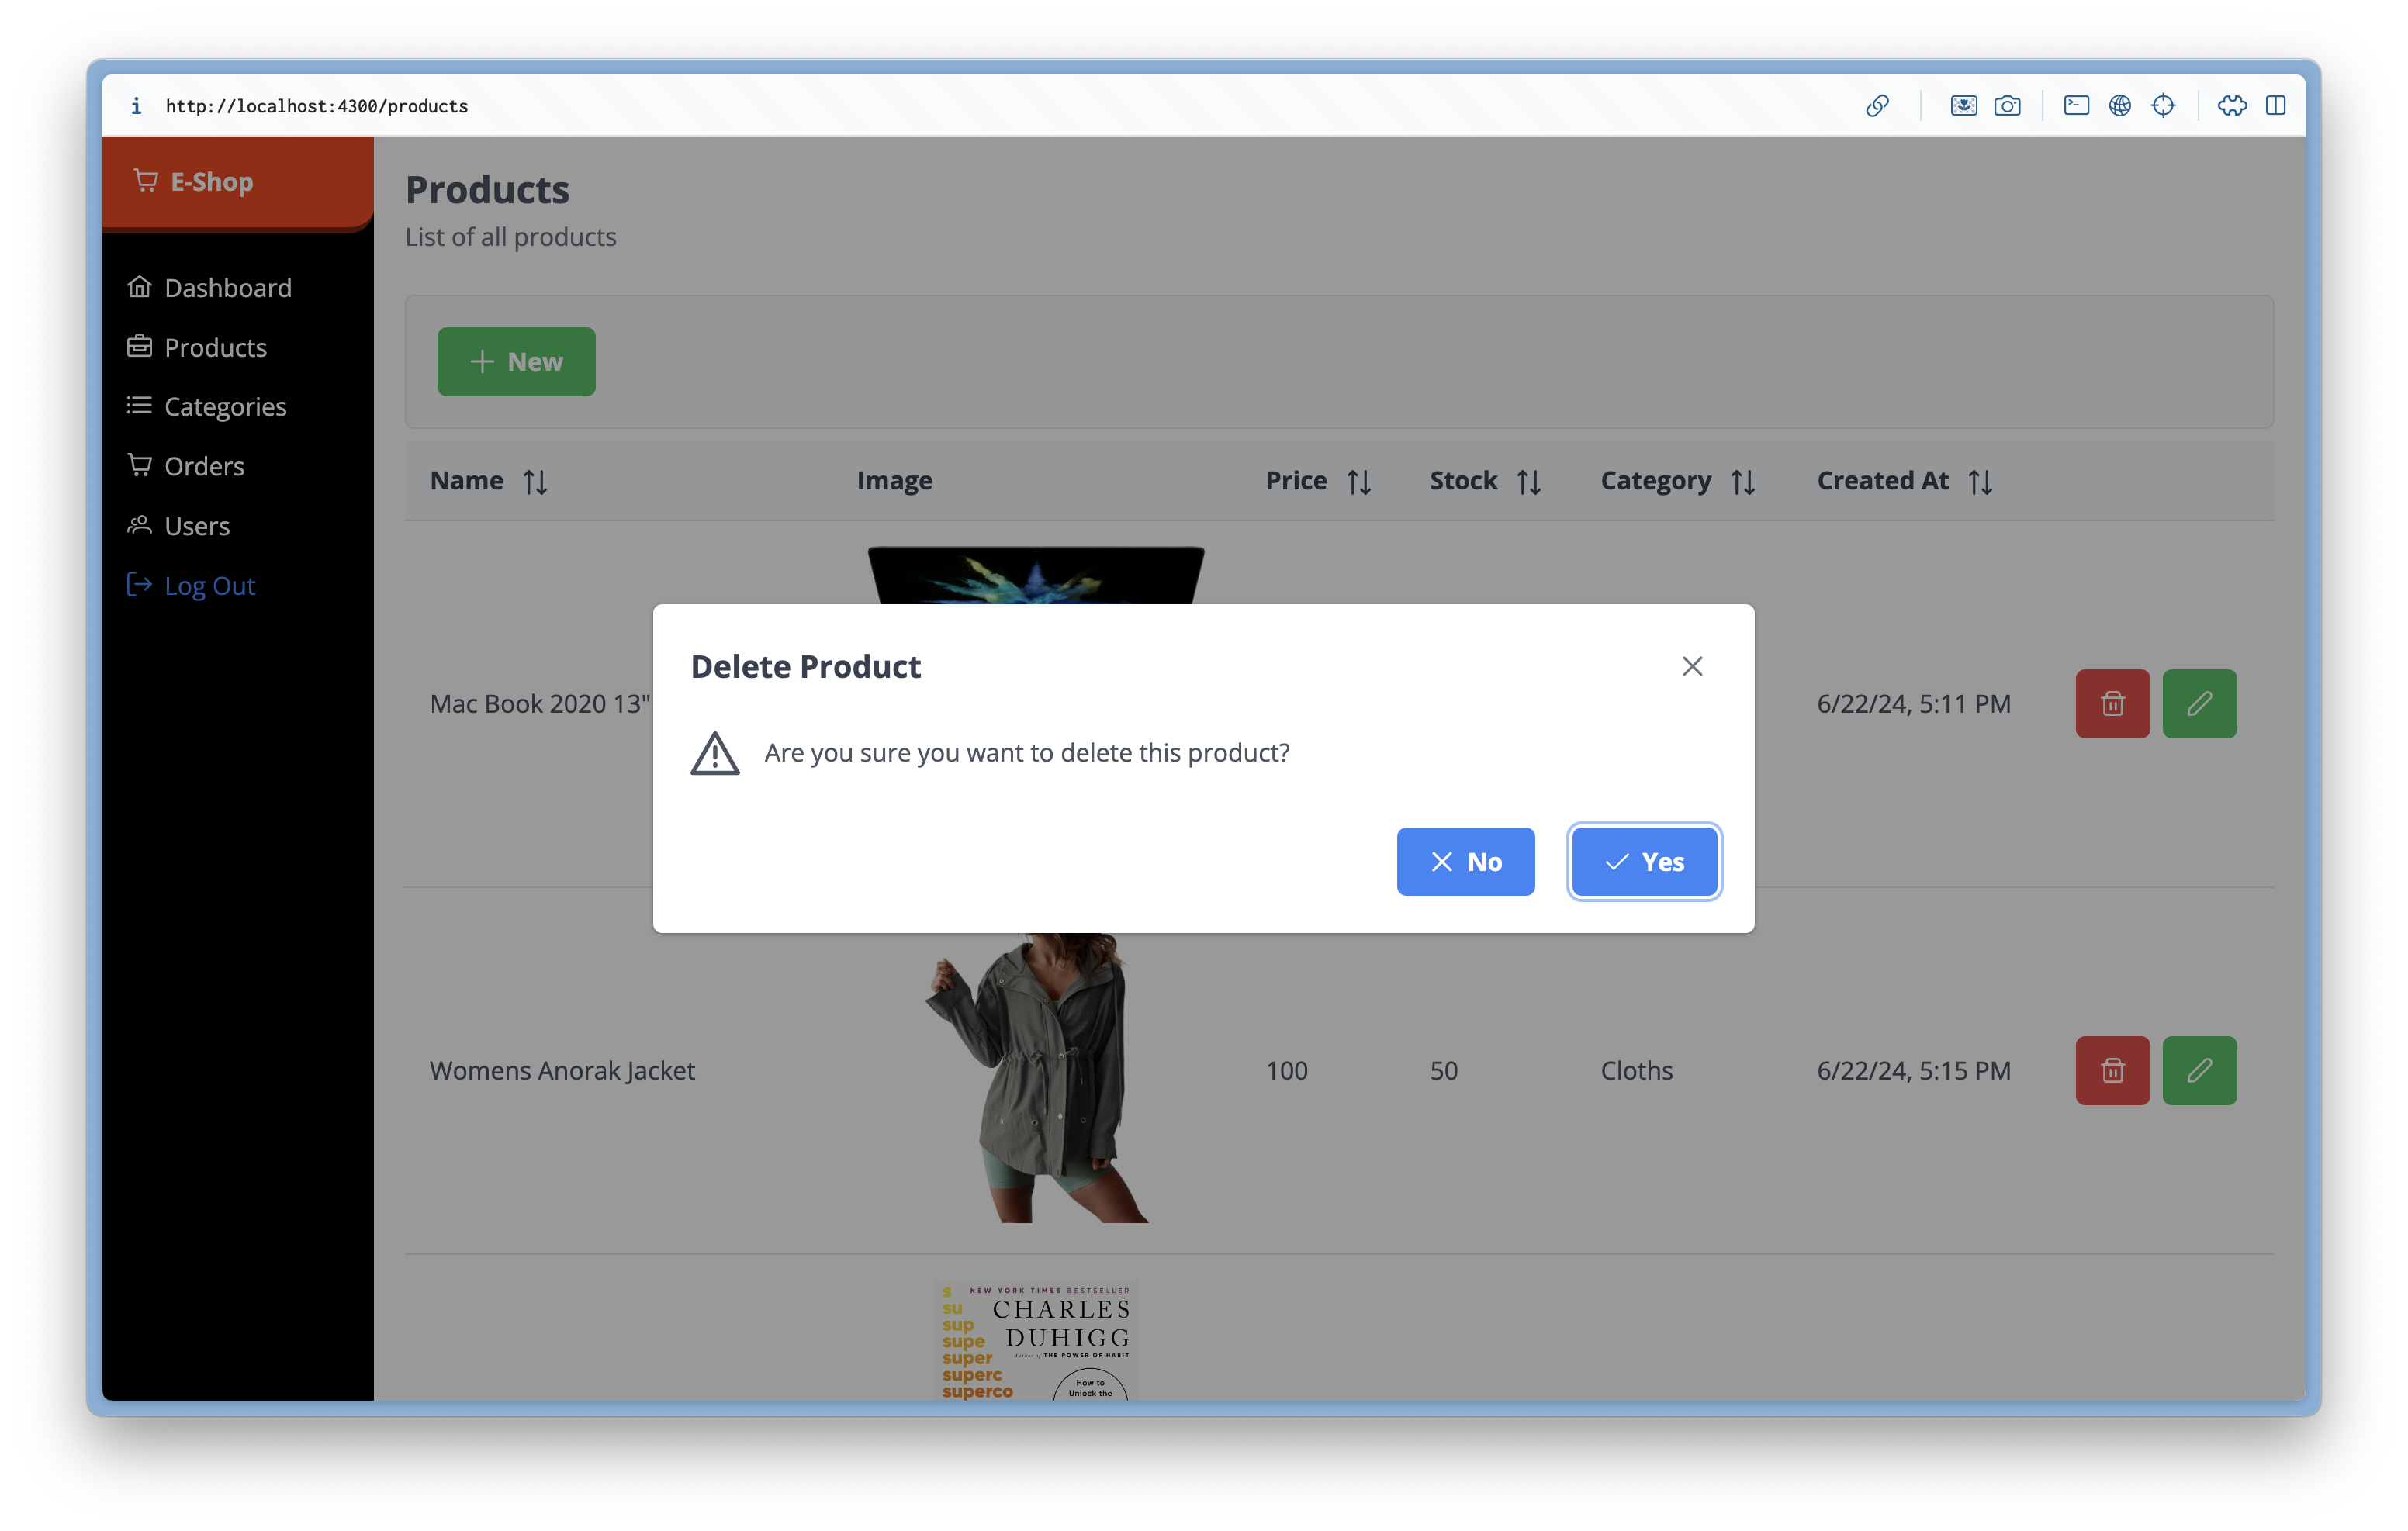 http://localhost:4300/products
E-Shop
Dashboard
Products
Categories
Orders
Users
Log Out
Products
List of all products
New
Name Image Price Stock Category Created At
Mac Book 2020 13" 6/22/24, 5:11 PM
Delete Product
Are you sure you want to delete this product?
No Yes
Womens Anorak Jacket 100 50 Cloths 6/22/24, 5:15 PM
NEW YORK TIMES BESTSELLER
CHARLES
DUHIGG
Author of THE POWER OF HABIT
s
su
sup
supe
super
superc
superco
How to
Unlock the